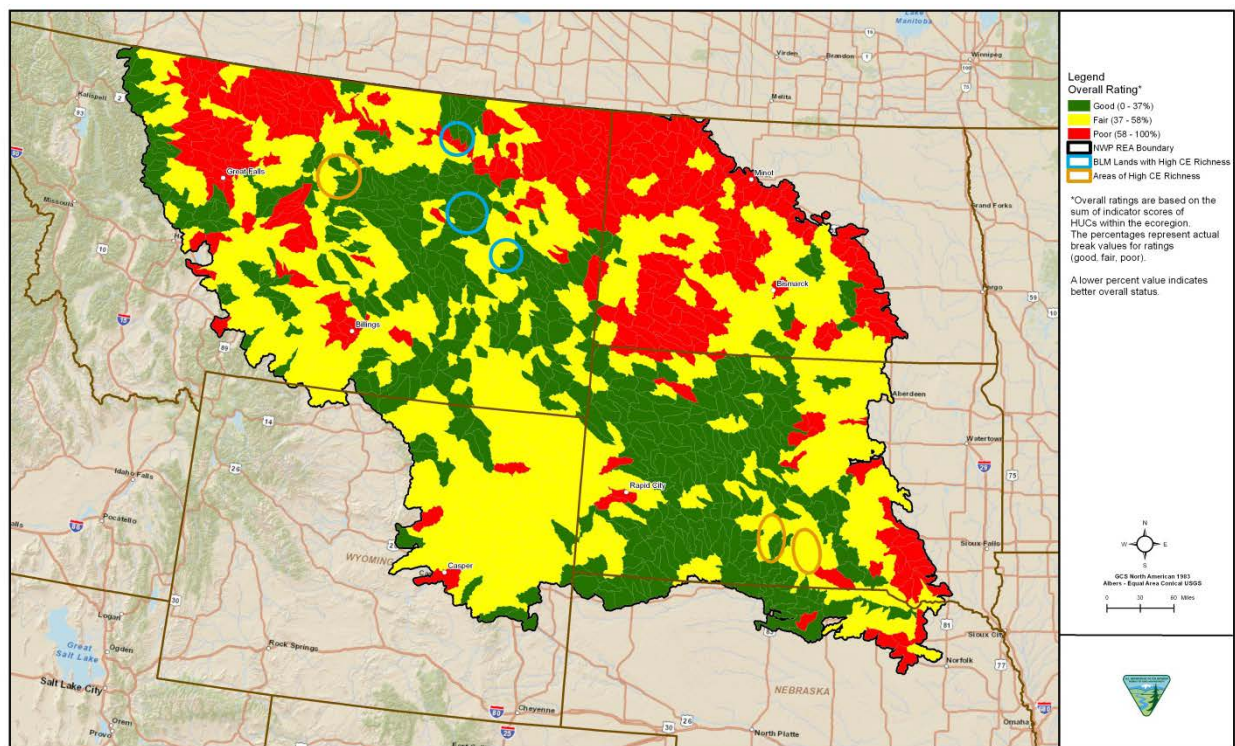 Lake
Manitoba
Virden
Brandon
Winnipeg
Melita
Kalispell
Minot
Great Falls
Grand Forks
Missoula
Bismarck
Billings
Aberdeen
Watertown
Idaho Falls
Rapid City
Pocatello
Sioux Falls
WYOMING
Casper
Logan
Great
Salt Lake
Ogden
Rock Springs
Sioux City
Norfolk
Salt Lake City
NEBRASKA
Cheyenne
Orem
Provo
North Platte
Omaha
Legend
Overall Rating*
Good (0 - 37%)
Fair (37 - 58%)
Poor (58 - 100%)
NWP REA Boundary
BLM Lands with High CE Richness
Areas of High CE Richness
*Overall ratings are based on the
sum of indicator scores of
HUCs within the ecoregion.
The percentages represent actual
break values for ratings
(good, fair, poor).
A lower percent value indicates
better overall status.
N
W E
S
GCS North American 1983
Albers - Equal Area Conical USGS
0 30 60 Miles